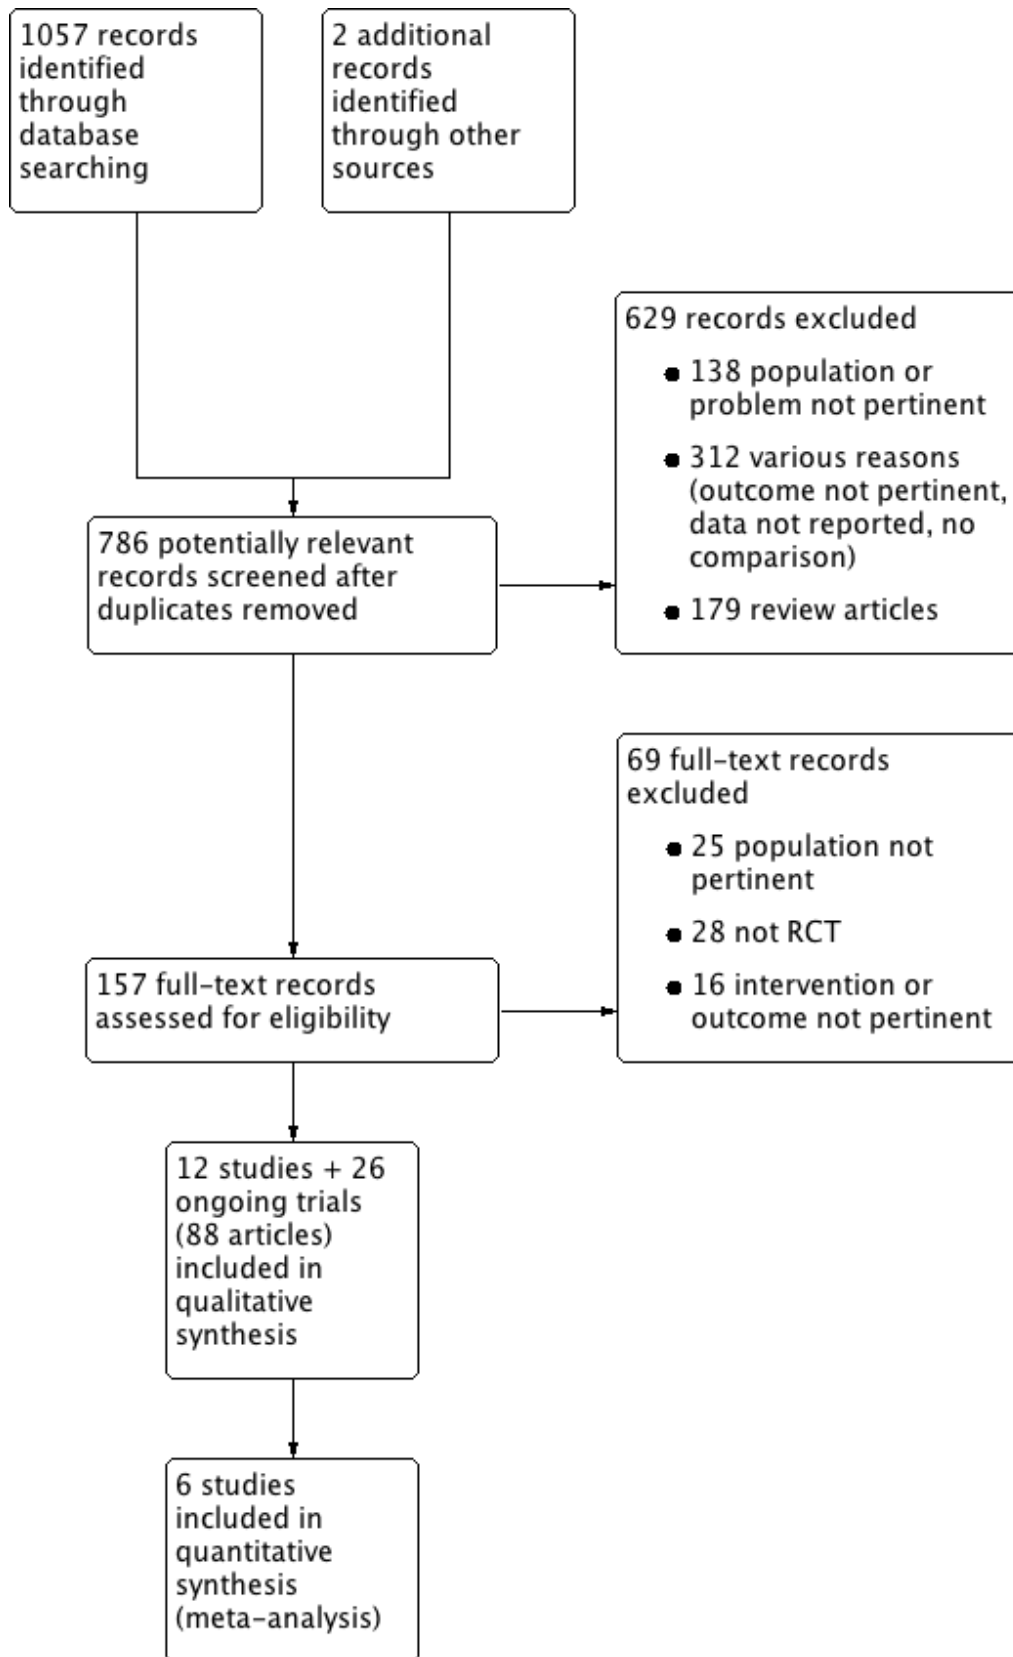 1057 records
identified
through
database
searching
2 additional
records
identified
through other
sources
629 records excluded
● 138 population or
problem not pertinent
● 312 various reasons
(outcome not pertinent,
data not reported, no
comparison)
● 179 review articles
786 potentially relevant
records screened after
duplicates removed
69 full-text records
excluded
● 25 population not
pertinent
● 28 not RCT
● 16 intervention or
outcome not pertinent
157 full-text records
assessed for eligibility
12 studies + 26
ongoing trials
(88 articles)
included in
qualitative
synthesis
6 studies
included in
quantitative
synthesis
(meta-analysis)